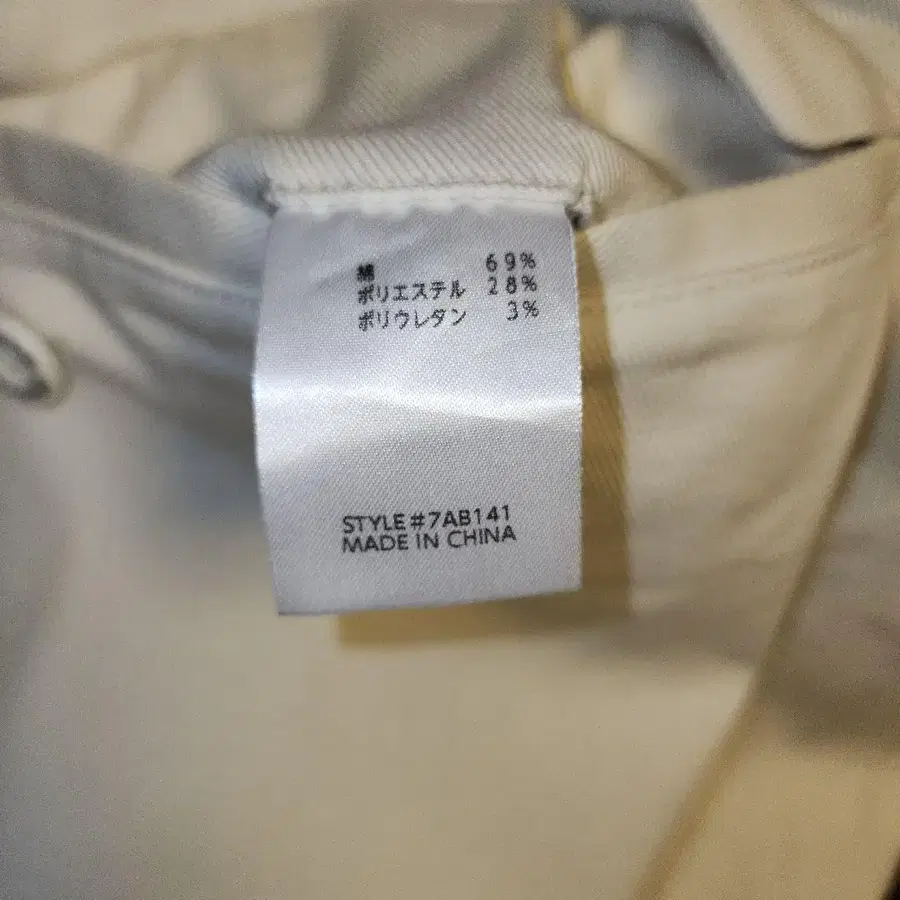 綿 69%
ポリエステル 28%
ポリウレタン 3%
STYLE#7AB141
MADE IN CHINA